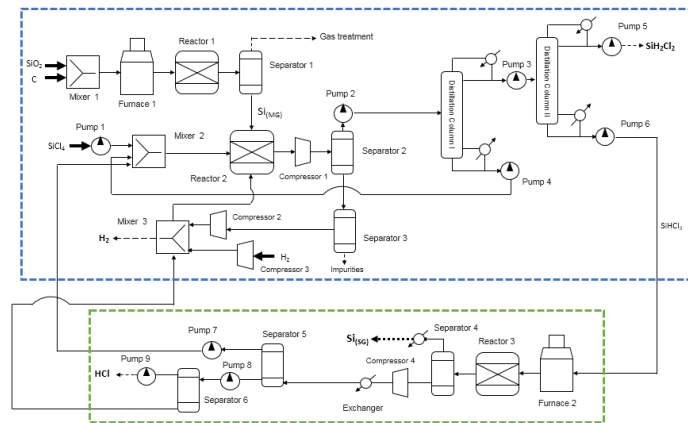 Pump 5
Reactor 1
Gas treatment
SiH₂Cl₂
Pump 3
SiO₂
C
Separator 1
Mixer 1
Furnace 1
Pump 2
Distillation Column I
Distillation Column II
Si(MG)
Pump 6
Pump 1
Mixer 2
SiCl₄
Separator 2
Reactor 2
Compressor 1
Pump 4
Mixer 3
Compressor 2
SiHCl₃
H₂
Separator 3
H₂
Compressor 3
Impurities
Pump 7
Separator 5
Si(SG)
Separator 4
Reactor 3
Pump 9
Compressor 4
HCl
Pump 8
Separator 6
Exchanger
Furnace 2